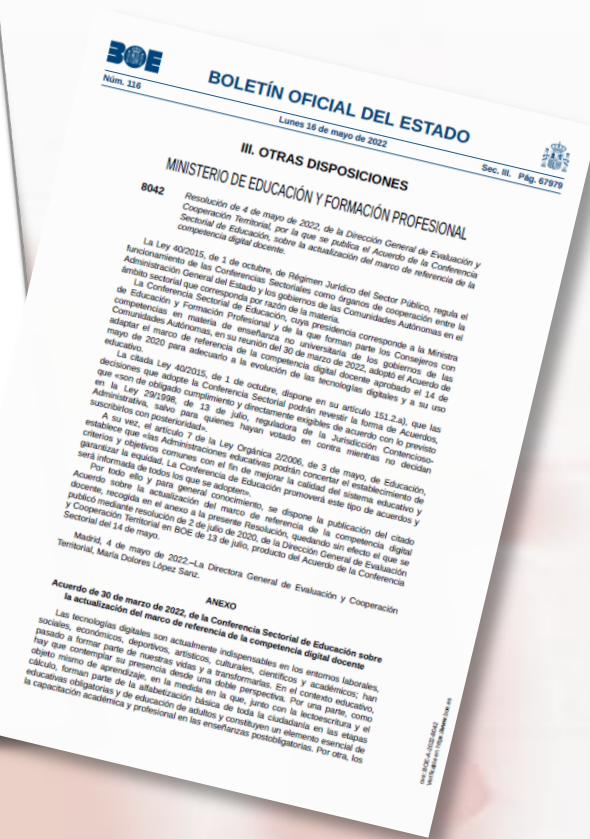 BOE
BOLETÍN OFICIAL DEL ESTADO
Núm. 116
Lunes 16 de mayo de 2022
Sec. III. Pág. 67979
III. OTRAS DISPOSICIONES
MINISTERIO DE EDUCACIÓN Y FORMACIÓN PROFESIONAL
8042
Resolución de 4 de mayo de 2022, de la Dirección General de Evaluación y
Cooperación Territorial, por la que se publica el Acuerdo de la Conferencia
Sectorial de Educación, sobre la actualización del marco de referencia de la
competencia digital docente.
La Ley 40/2015, de 1 de octubre, de Régimen Jurídico del Sector Público, regula el
funcionamiento de las Conferencias Sectoriales como órganos de cooperación entre la
Administración General del Estado y los gobiernos de las Comunidades Autónomas en el
ámbito sectorial que corresponda por razón de la materia.
La Conferencia Sectorial de Educación, cuya presidencia corresponde a la Ministra
de Educación y Formación Profesional y de la que forman parte los Consejeros con
competencias en materia de enseñanza no universitaria de los gobiernos de las
Comunidades Autónomas, en su reunión del 30 de marzo de 2022, adoptó el Acuerdo de
adaptar el marco de referencia de la competencia digital docente aprobado el 14 de
mayo de 2020 para adecuarlo a la evolución de las tecnologías digitales y a su uso
educativo.
La citada Ley 40/2015, de 1 de octubre, dispone en su artículo 151.2.a), que las
decisiones que adopte la Conferencia Sectorial podrán revestir la forma de Acuerdos,
que «son de obligado cumplimiento y directamente exigibles de acuerdo con lo previsto
en la Ley 29/1998, de 13 de julio, reguladora de la Jurisdicción Contencioso-
Administrativa, salvo para quienes hayan votado en contra mientras no decidan
suscribirlos con posterioridad».
A su vez, el artículo 7 de la Ley Orgánica 2/2006, de 3 de mayo, de Educación,
establece que «las Administraciones educativas podrán concertar el establecimiento de
criterios y objetivos comunes con el fin de mejorar la calidad del sistema educativo y
garantizar la equidad. La Conferencia de Educación promoverá este tipo de acuerdos y
será informada de todos los que se adopten».
Por todo ello y para general conocimiento, se dispone la publicación del citado
Acuerdo sobre la actualización del marco de referencia de la competencia digital
docente, recogida en el anexo a la presente Resolución, quedando sin efecto el que se
publicó mediante resolución de 2 de julio de 2020, de la Dirección General de Evaluación
y Cooperación Territorial en BOE de 13 de julio, producto del Acuerdo de la Conferencia
Sectorial del 14 de mayo.
Madrid, 4 de mayo de 2022.–La Directora General de Evaluación y Cooperación
Territorial, María Dolores López Sanz.
ANEXO
Acuerdo de 30 de marzo de 2022, de la Conferencia Sectorial de Educación sobre
la actualización del marco de referencia de la competencia digital docente
Las tecnologías digitales son actualmente indispensables en los entornos laborales,
sociales, económicos, deportivos, artísticos, culturales, científicos y académicos; han
pasado a formar parte de nuestras vidas y a transformarlas. En el contexto educativo,
hay que contemplar su presencia desde una doble perspectiva. Por una parte, como
objeto mismo de aprendizaje, en la medida en la que, junto con la lectoescritura y el
cálculo, forman parte de la alfabetización básica de toda la ciudadanía en las etapas
educativas obligatorias y de educación de adultos y constituyen un elemento esencial de
la capacitación académica y profesional en las enseñanzas postobligatorias. Por otra, los
cve: BOE-A-2022-8042
Verificable en https://www.boe.es